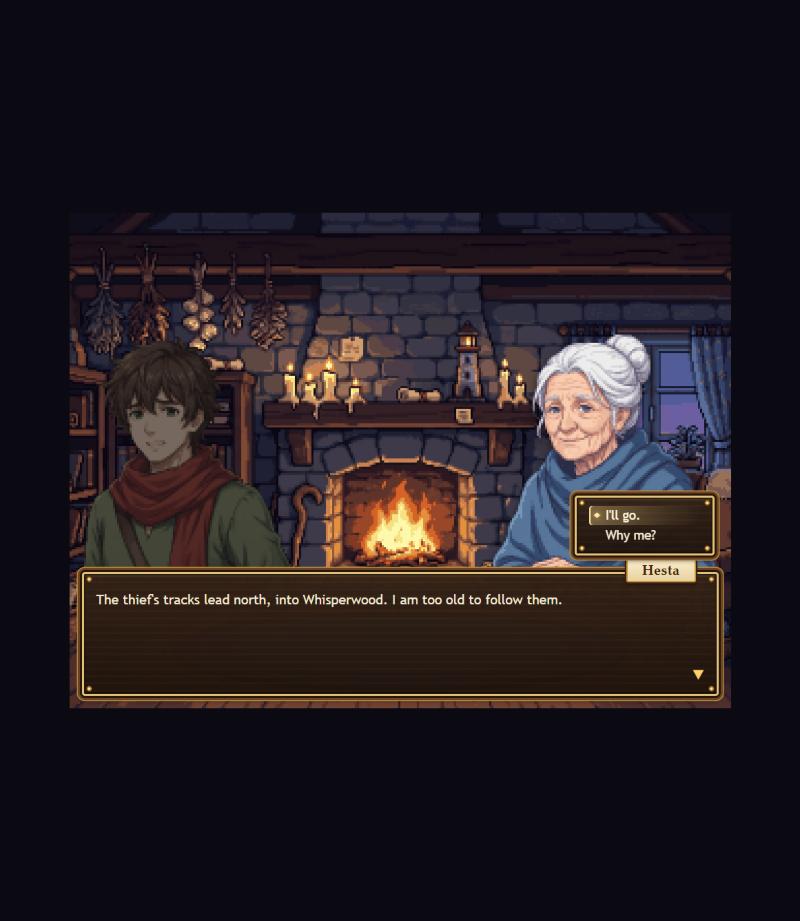 I'll go.
Why me?
Hesta
The thief's tracks lead north, into Whisperwood. I am too old to follow them.